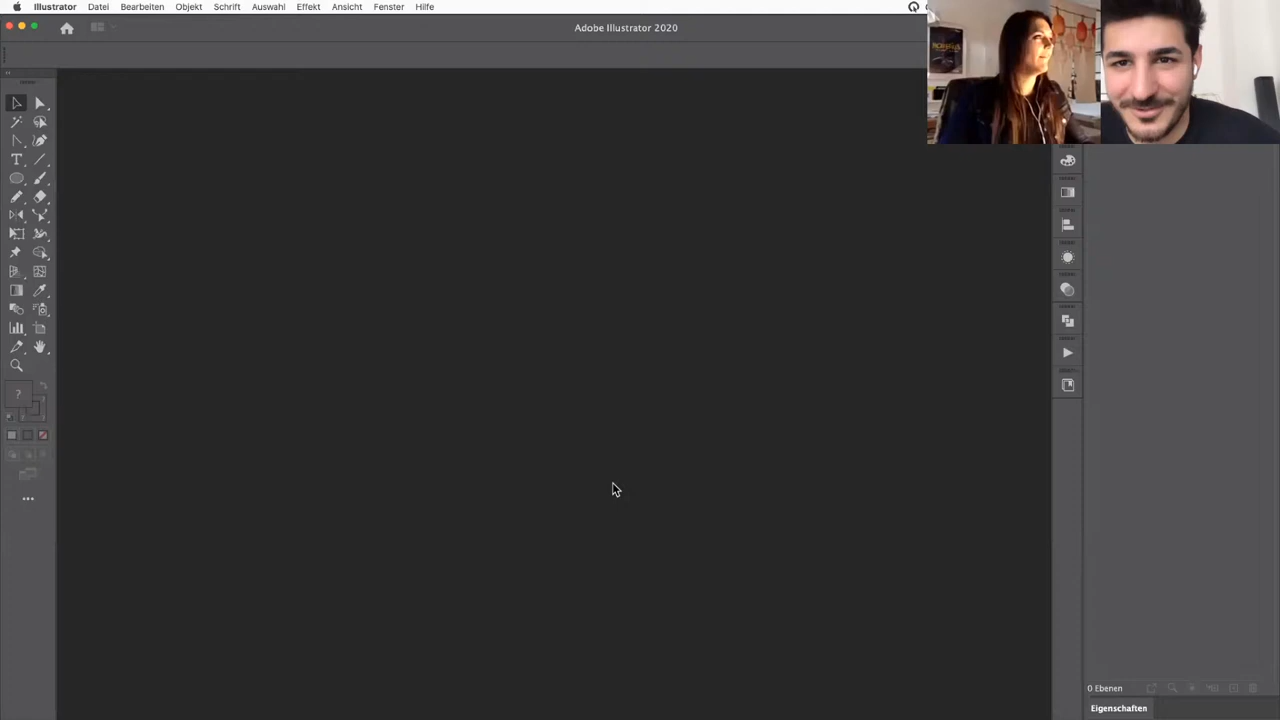 Illustrator Datei Bearbeiten Objekt Schrift Auswahl Effekt Ansicht Fenster Hilfe
Adobe Illustrator 2020
?
0 Ebenen
Eigenschaften